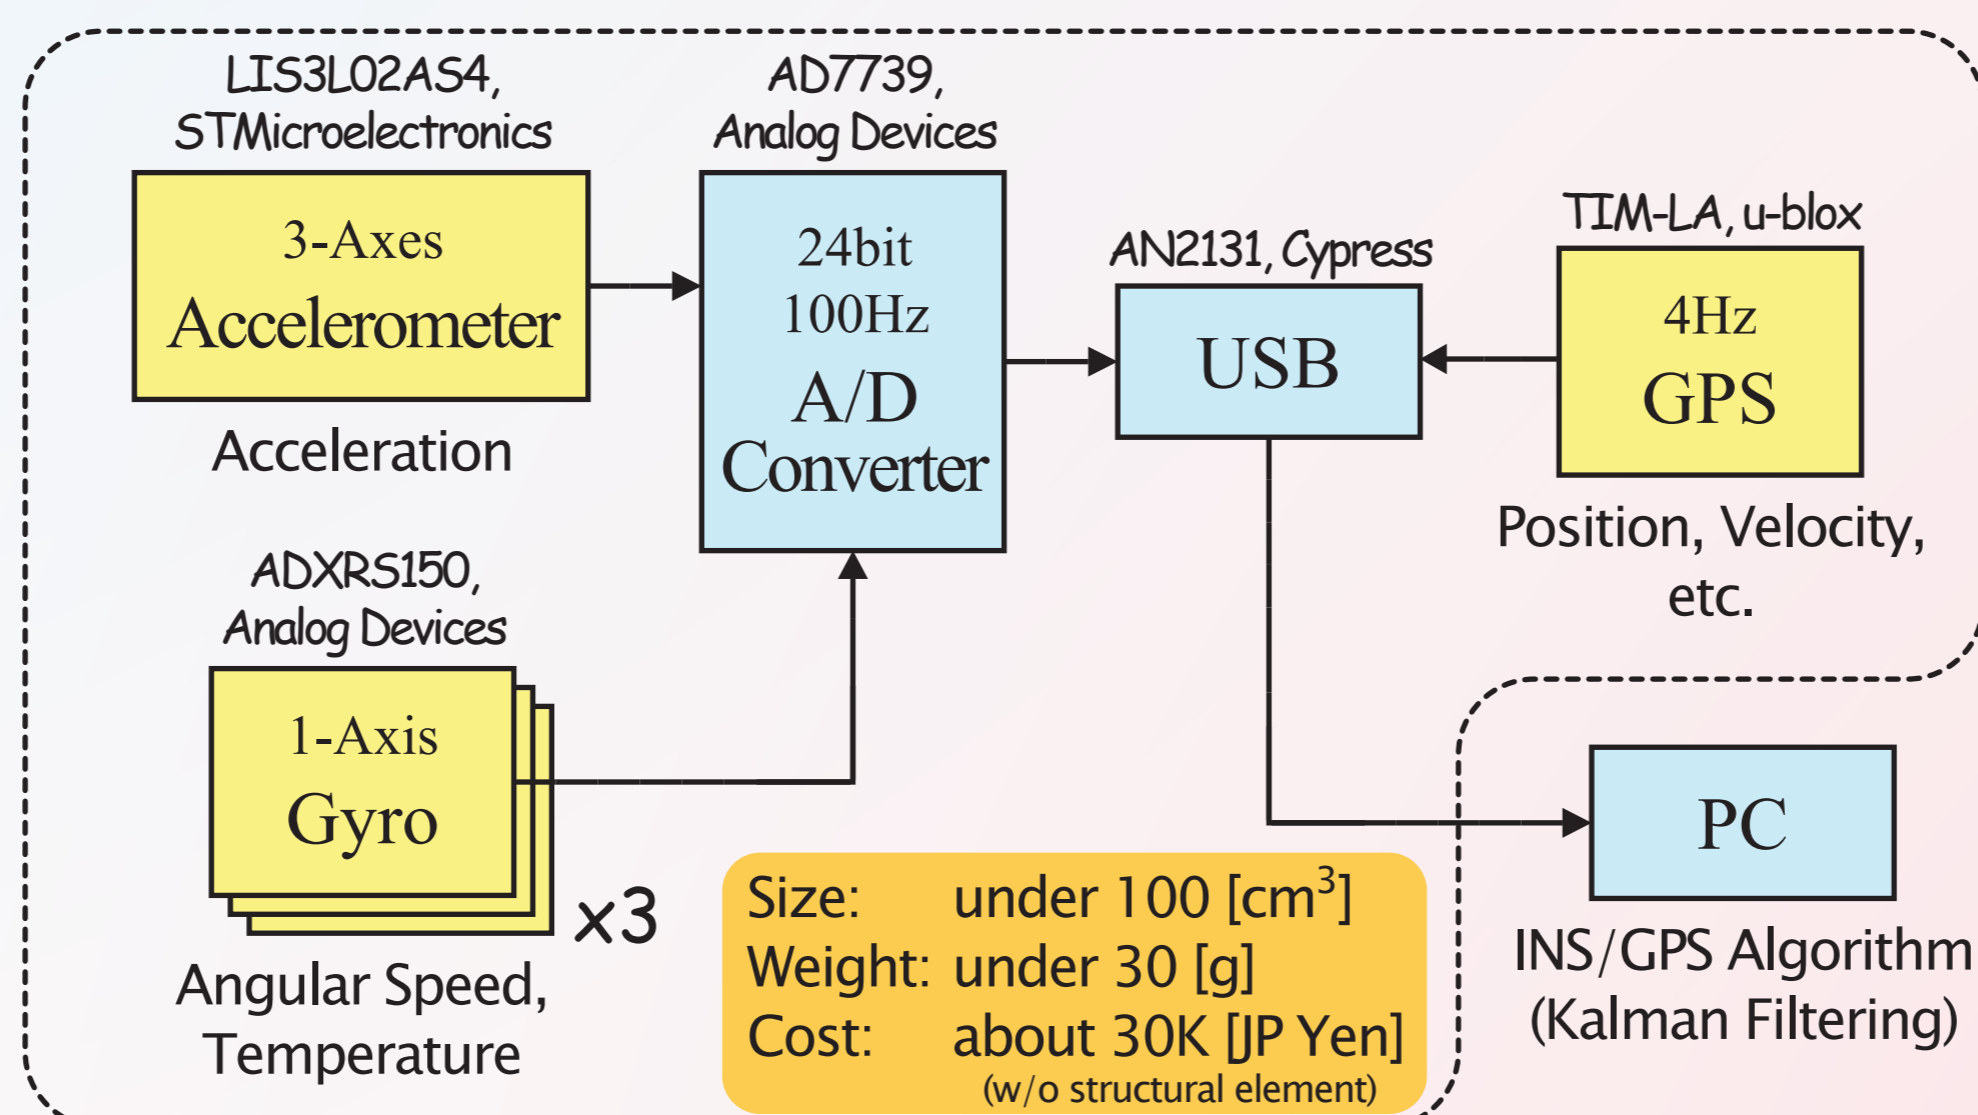 LIS3L02AS4,
STMicroelectronics
3-Axes
Accelerometer
Acceleration
ADXRS150,
Analog Devices
1-Axis
Gyro
x3
Angular Speed,
Temperature
AD7739,
Analog Devices
24bit
100Hz
A/D
Converter
AN2131, Cypress
USB
TIM-LA, u-blox
4Hz
GPS
Position, Velocity,
etc.
PC
INS/GPS Algorithm
(Kalman Filtering)
Size: under 100 [cm³]
Weight: under 30 [g]
Cost: about 30K [JP Yen]
(w/o structural element)